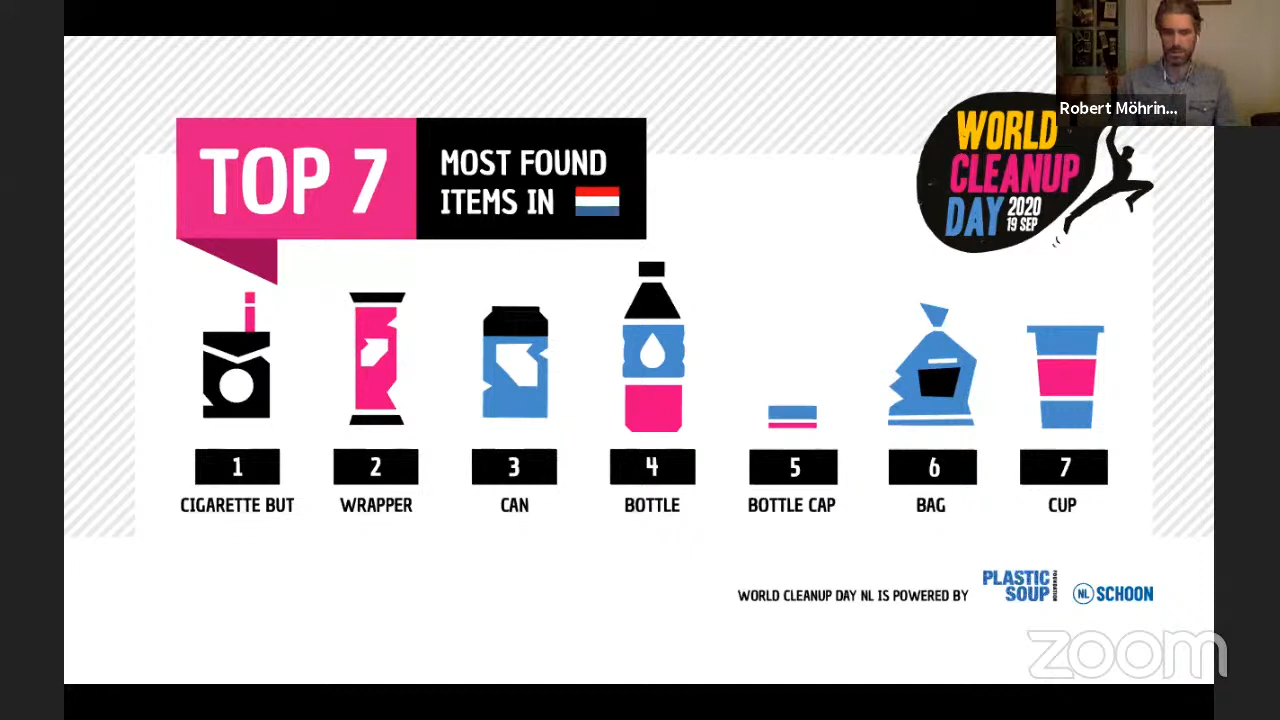 Robert Möhrin...
WORLD
CLEANUP
DAY 2020
19 SEP
TOP 7
MOST FOUND
ITEMS IN
1
2
3
4
5
6
7
CIGARETTE BUT
WRAPPER
CAN
BOTTLE
BOTTLE CAP
BAG
CUP
WORLD CLEANUP DAY NL IS POWERED BY
PLASTIC
SOUP
FOUNDATION
NL SCHOON
zoom